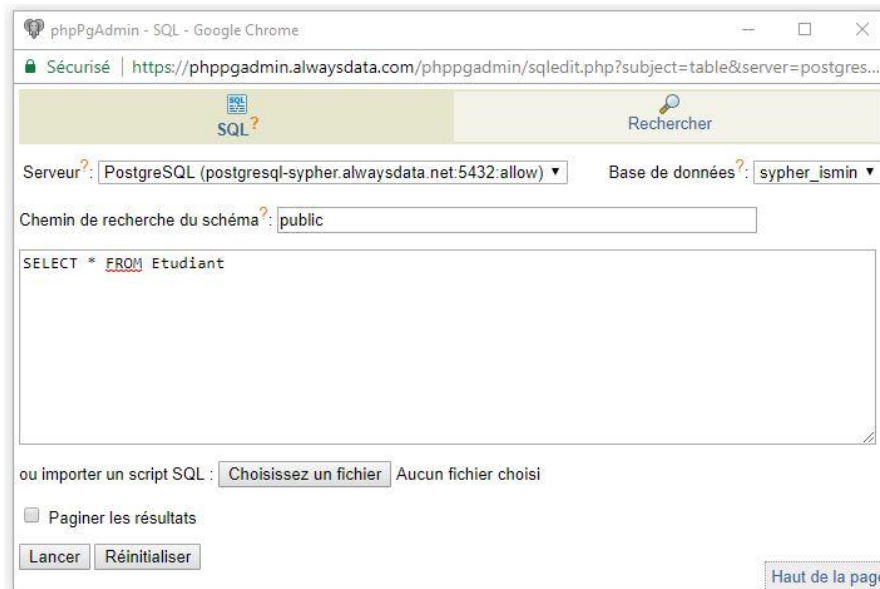 phpPgAdmin - SQL - Google Chrome
Sécurisé | https://phppgadmin.alwaysdata.com/phppgadmin/sqledit.php?subject=table&server=postgres...
SQL
SQL? Rechercher
Serveur?: PostgreSQL (postgresql-sypher.alwaysdata.net:5432:allow) Base de données?: sypher_ismin
Chemin de recherche du schéma?: public
SELECT * FROM Etudiant
ou importer un script SQL : Choisissez un fichier Aucun fichier choisi
Paginer les résultats
Lancer Réinitialiser
Haut de la page